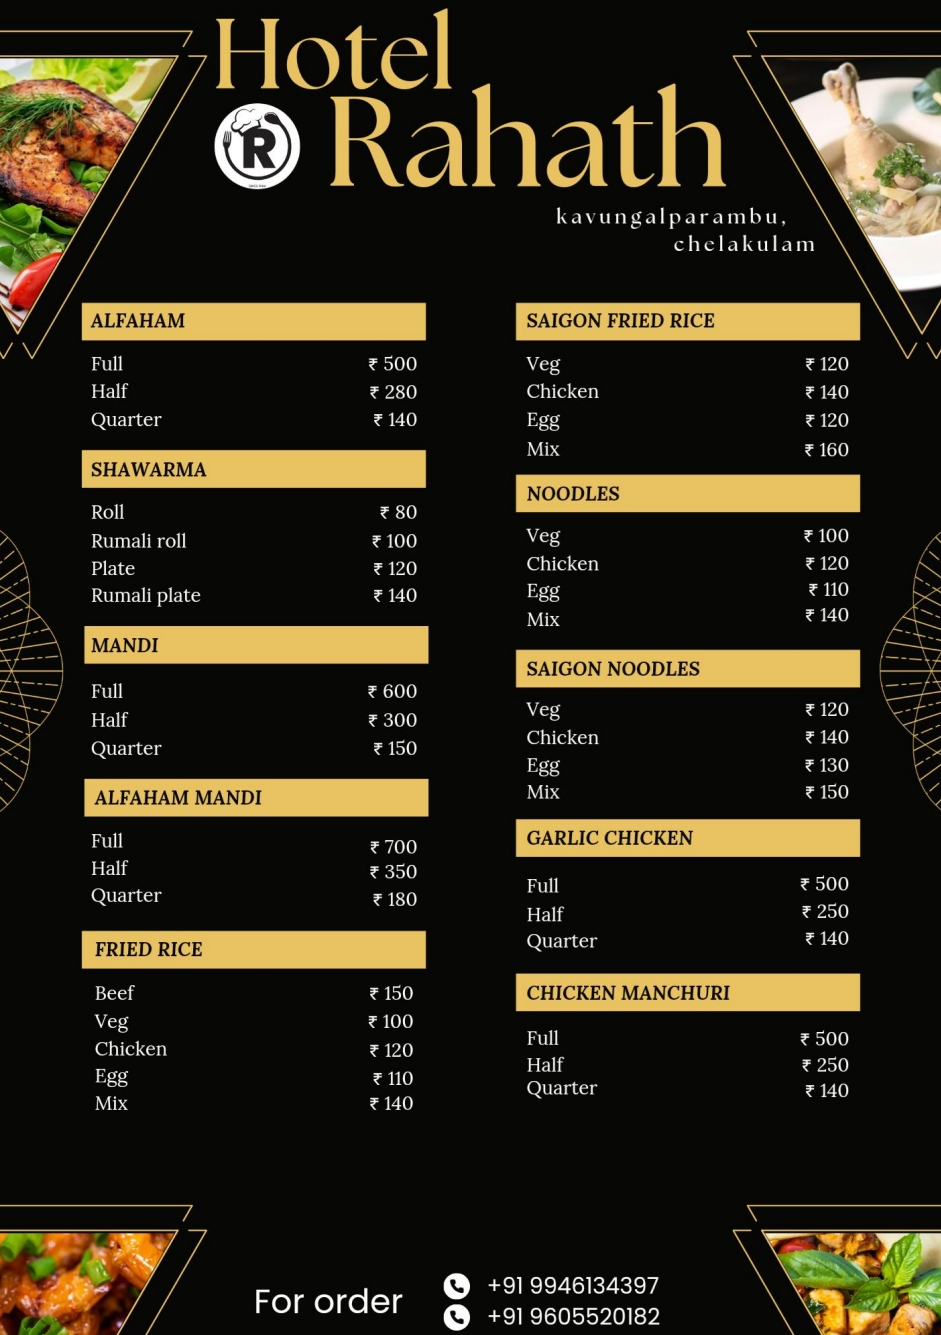 Hotel
R
Rahath
kavungalparambu,
chelakulam
ALFAHAM
Full ₹ 500
Half ₹ 280
Quarter ₹ 140
SHAWARMA
Roll ₹ 80
Rumali roll ₹ 100
Plate ₹ 120
Rumali plate ₹ 140
MANDI
Full ₹ 600
Half ₹ 300
Quarter ₹ 150
ALFAHAM MANDI
Full ₹ 700
Half ₹ 350
Quarter ₹ 180
FRIED RICE
Beef ₹ 150
Veg ₹ 100
Chicken ₹ 120
Egg ₹ 110
Mix ₹ 140
SAIGON FRIED RICE
Veg ₹ 120
Chicken ₹ 140
Egg ₹ 120
Mix ₹ 160
NOODLES
Veg ₹ 100
Chicken ₹ 120
Egg ₹ 110
Mix ₹ 140
SAIGON NOODLES
Veg ₹ 120
Chicken ₹ 140
Egg ₹ 130
Mix ₹ 150
GARLIC CHICKEN
Full ₹ 500
Half ₹ 250
Quarter ₹ 140
CHICKEN MANCHURI
Full ₹ 500
Half ₹ 250
Quarter ₹ 140
For order
+91 9946134397
+91 9605520182